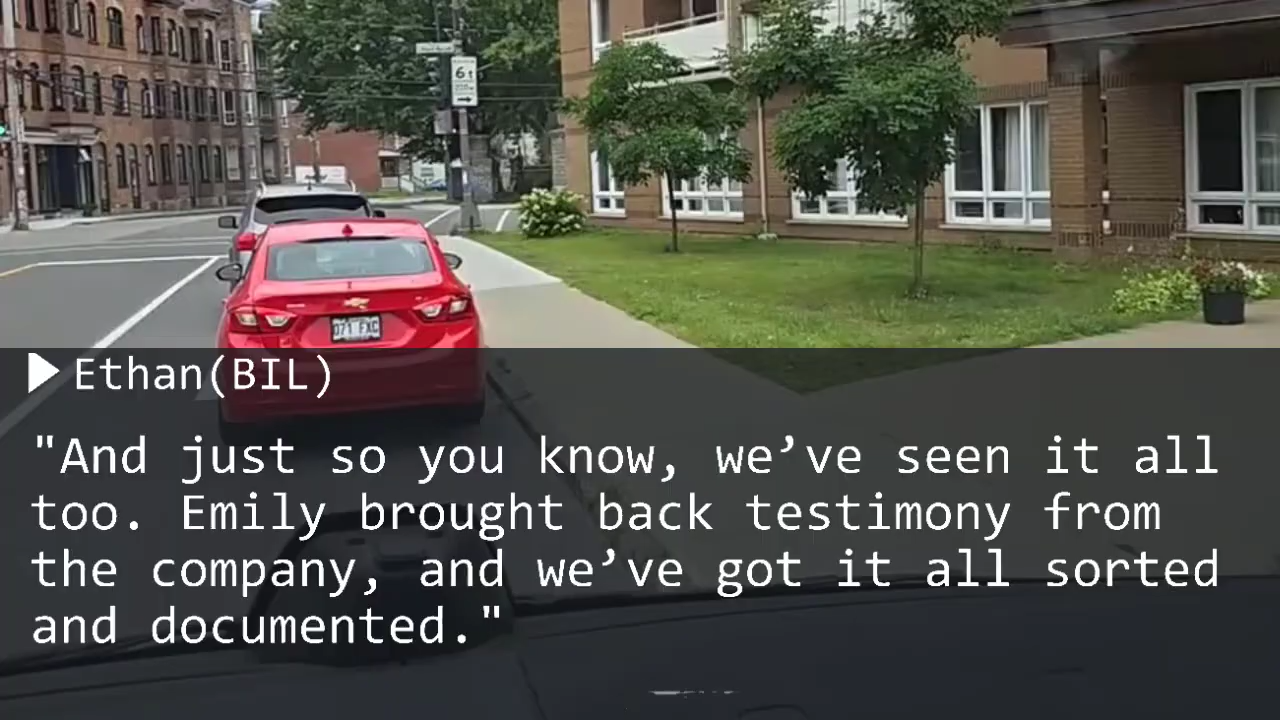 6t
071 FXC
Ethan(BIL)
"And just so you know, we’ve seen it all
too. Emily brought back testimony from
the company, and we’ve got it all sorted
and documented."